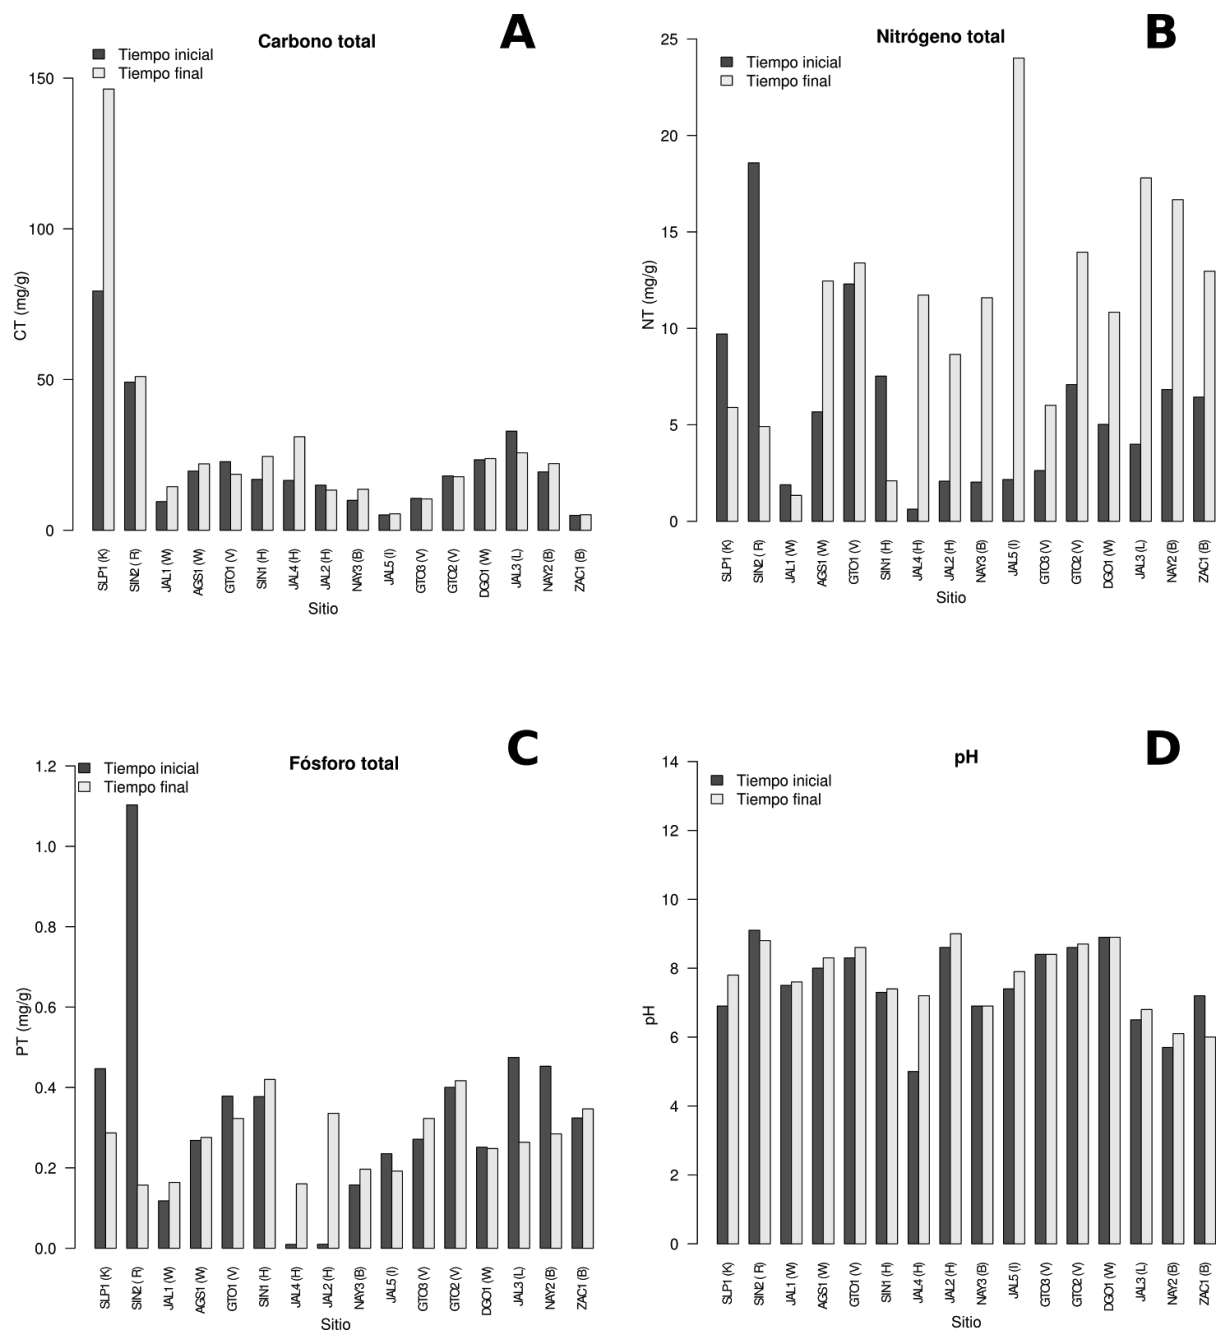 Carbono total
A
Tiempo inicial
Tiempo final
CT (mg/g)
150
100
50
0
SLP1 (K)
SIN2 ( R)
JAL1 (W)
AGS1 (W)
GTO1 (V)
SIN1 (H)
JAL4 (H)
JAL2 (H)
NAY3 (B)
JAL5 (I)
GTO3 (V)
GTO2 (V)
DGO1 (W)
JAL3 (L)
NAY2 (B)
ZAC1 (B)
Sitio
Nitrógeno total
B
Tiempo inicial
Tiempo final
NT (mg/g)
25
20
15
10
5
0
SLP1 (K)
SIN2 ( R)
JAL1 (W)
AGS1 (W)
GTO1 (V)
SIN1 (H)
JAL4 (H)
JAL2 (H)
NAY3 (B)
JAL5 (I)
GTO3 (V)
GTO2 (V)
DGO1 (W)
JAL3 (L)
NAY2 (B)
ZAC1 (B)
Sitio
Fósforo total
C
Tiempo inicial
Tiempo final
PT (mg/g)
1.2
1.0
0.8
0.6
0.4
0.2
0.0
SLP1 (K)
SIN2 ( R)
JAL1 (W)
AGS1 (W)
GTO1 (V)
SIN1 (H)
JAL4 (H)
JAL2 (H)
NAY3 (B)
JAL5 (I)
GTO3 (V)
GTO2 (V)
DGO1 (W)
JAL3 (L)
NAY2 (B)
ZAC1 (B)
Sitio
pH
D
Tiempo inicial
Tiempo final
pH
14
12
10
8
6
4
2
0
SLP1 (K)
SIN2 ( R)
JAL1 (W)
AGS1 (W)
GTO1 (V)
SIN1 (H)
JAL4 (H)
JAL2 (H)
NAY3 (B)
JAL5 (I)
GTO3 (V)
GTO2 (V)
DGO1 (W)
JAL3 (L)
NAY2 (B)
ZAC1 (B)
Sitio